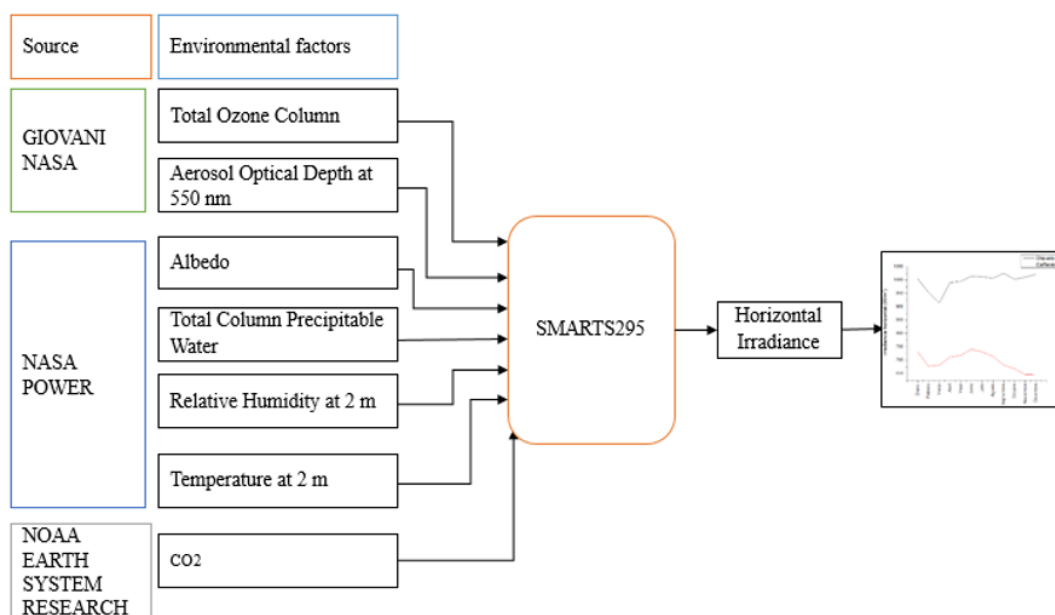 Source
Environmental factors
GIOVANI
NASA
Total Ozone Column
Aerosol Optical Depth at
550 nm
NASA
POWER
Albedo
Total Column Precipitable
Water
Relative Humidity at 2 m
Temperature at 2 m
NOAA
EARTH
SYSTEM
RESEARCH
CO2
SMARTS295
Horizontal
Irradiance